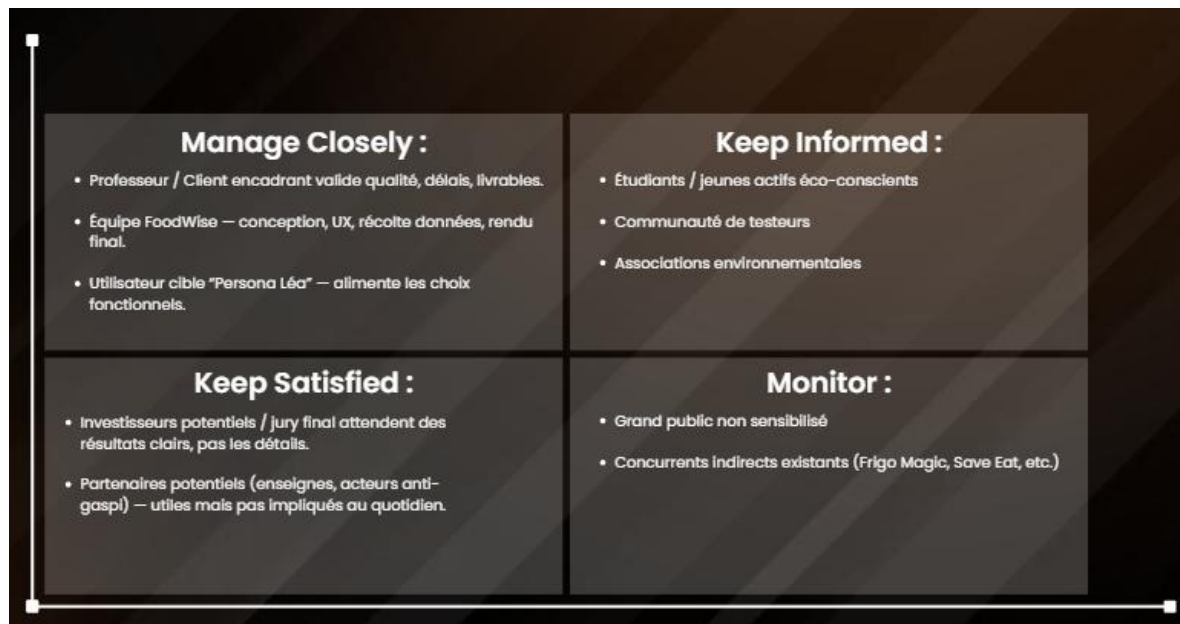 Manage Closely :
• Professeur / Client encadrant valide qualité, délais, livrables.
• Équipe FoodWise — conception, UX, récolte données, rendu
final.
• Utilisateur cible “Persona Léa” — alimente les choix
fonctionnels.
Keep Informed :
• Étudiants / jeunes actifs éco-conscients
• Communauté de testeurs
• Associations environnementales
Keep Satisfied :
• Investisseurs potentiels / jury final attendent des
résultats clairs, pas les détails.
• Partenaires potentiels (enseignes, acteurs anti-
gaspi) — utiles mais pas impliqués au quotidien.
Monitor :
• Grand public non sensibilisé
• Concurrents indirects existants (Frigo Magic, Save Eat, etc.)